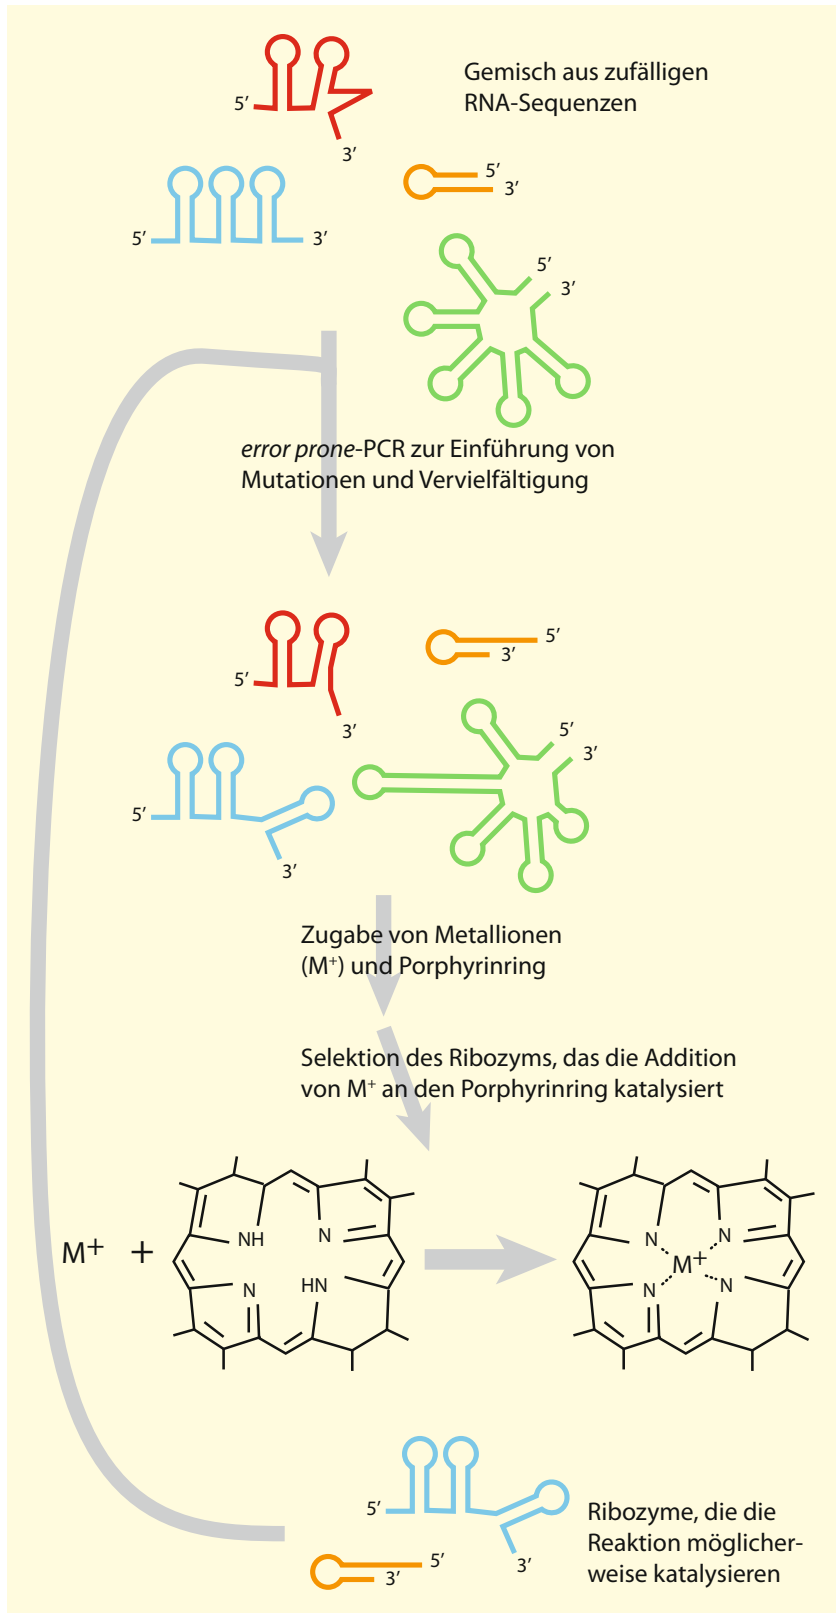 Gemisch aus zufälligen
RNA-Sequenzen
5′
3′
5′
3′
5′
3′
5′
3′
error prone-PCR zur Einführung von
Mutationen und Vervielfältigung
5′
3′
5′
3′
5′
3′
5′
3′
Zugabe von Metallionen
(M⁺) und Porphyrinring
Selektion des Ribozyms, das die Addition
von M⁺ an den Porphyrinring katalysiert
M⁺ +
NH
N
N
HN
N
N
M⁺
N
N
5′
3′
5′
3′
Ribozyme, die die
Reaktion möglicher-
weise katalysieren